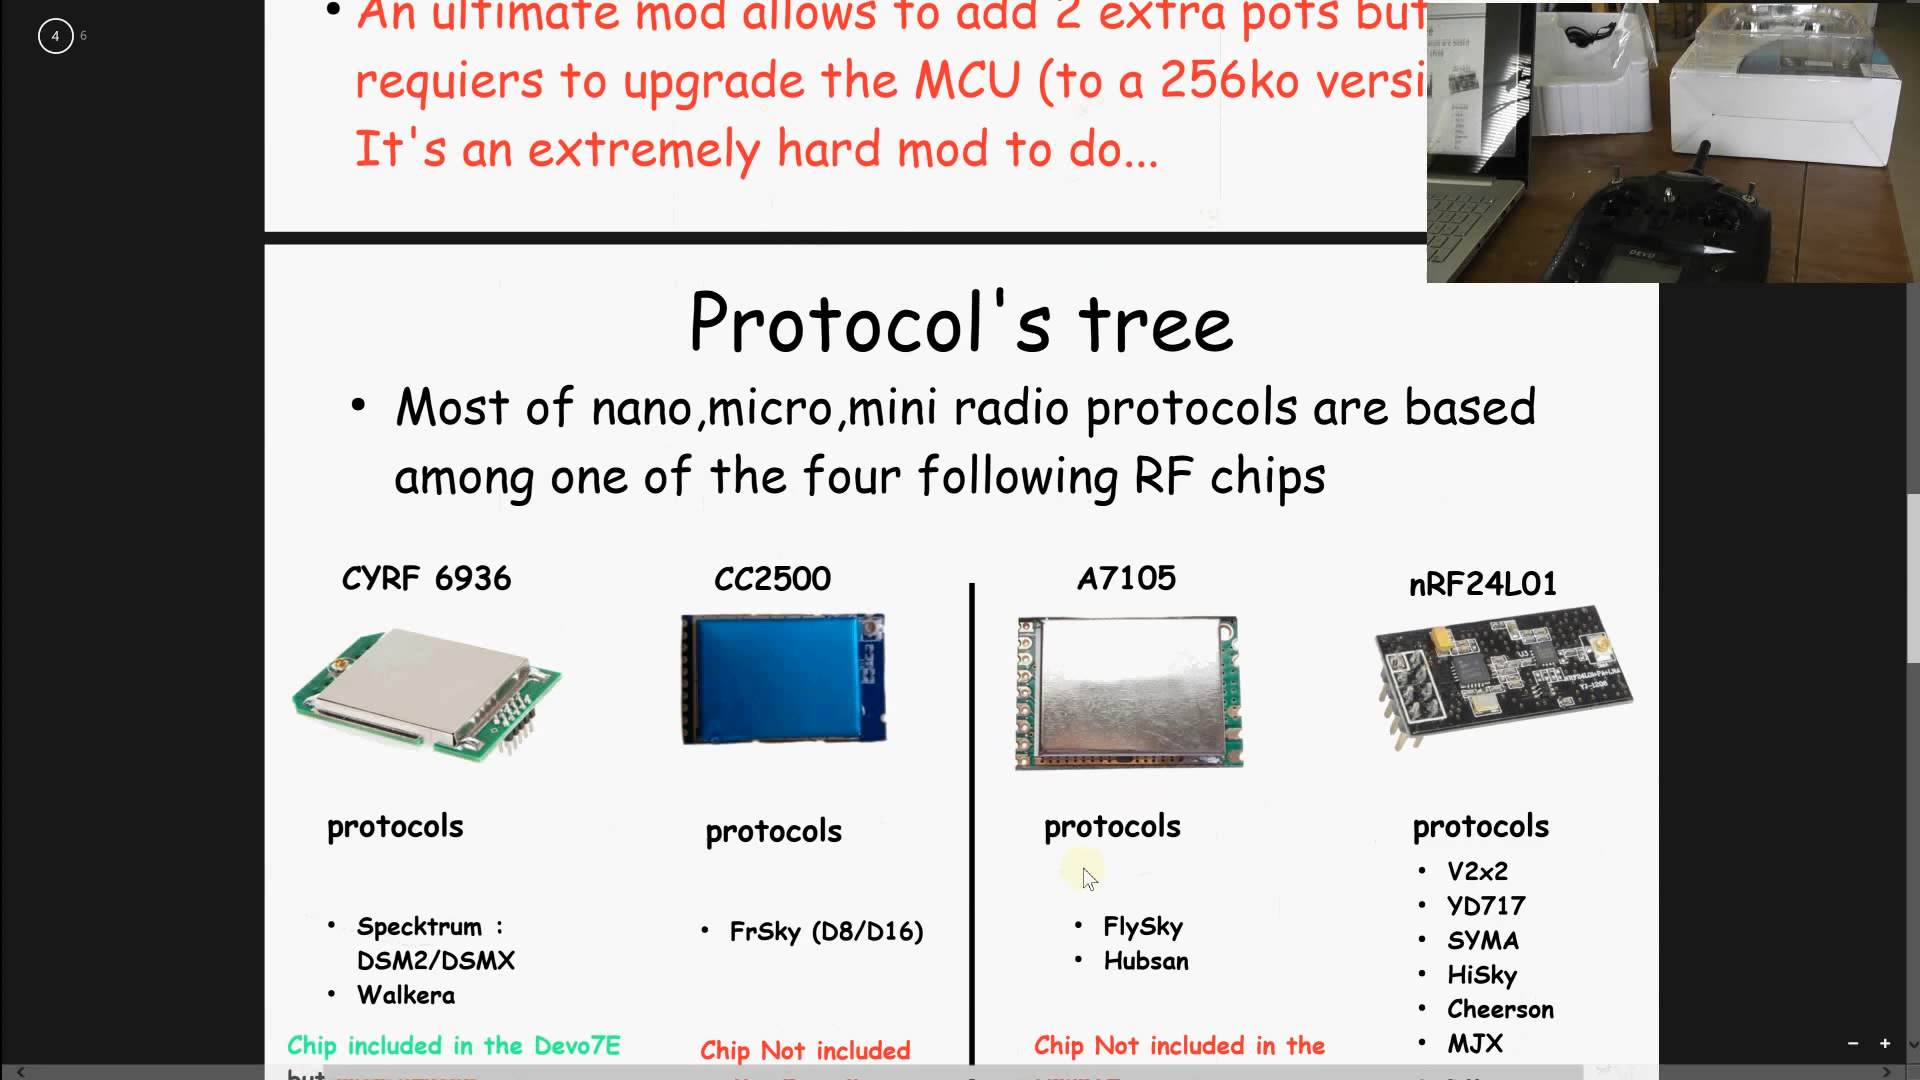 4 6
An ultimate mod allows to add 2 extra pots but
requiers to upgrade the MCU (to a 256ko versi
It's an extremely hard mod to do...
DEVO
Protocol's tree
• Most of nano,micro,mini radio protocols are based
among one of the four following RF chips
CYRF 6936
CC2500
A7105
nRF24L01
protocols
protocols
protocols
protocols
• Specktrum :
DSM2/DSMX
• Walkera
• FrSky (D8/D16)
• FlySky
• Hubsan
• V2x2
• YD717
• SYMA
• HiSky
• Cheerson
• MJX
Chip included in the Devo7E
but
Chip Not included
Chip Not included in the